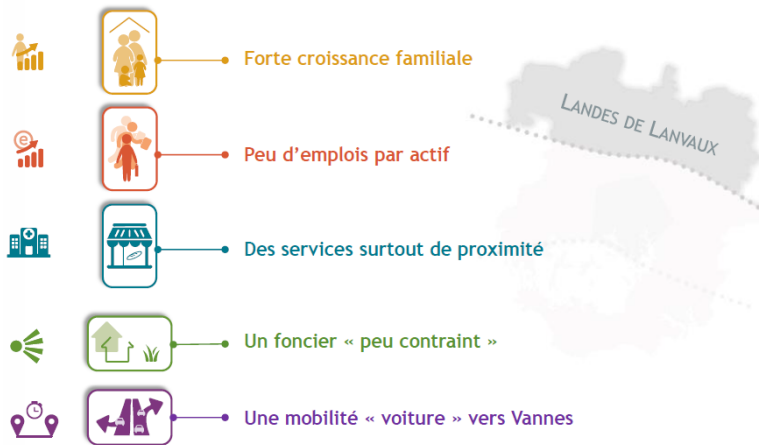 Forte croissance familiale
LANDES DE LANVAUX
e
Peu d'emplois par actif
Des services surtout de proximité
Un foncier « peu contraint »
Une mobilité « voiture » vers Vannes